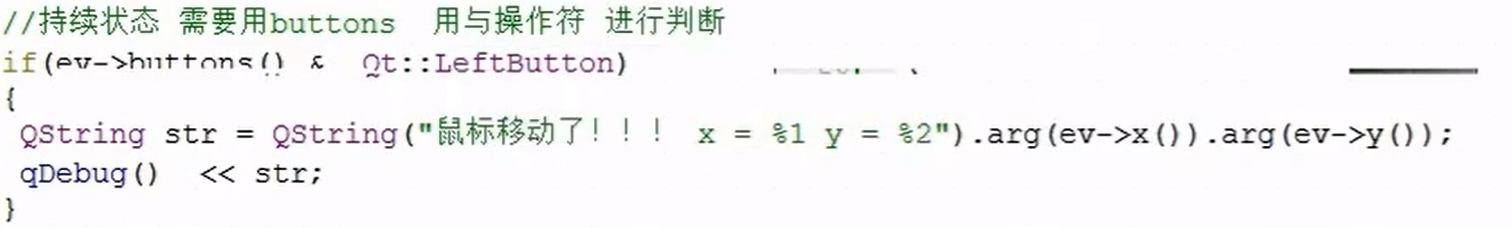 //持续状态 需要用buttons  用与操作符 进行判断
if(ev->buttons() &  Qt::LeftButton)
{
 QString str = QString("鼠标移动了！！！ x = %1 y = %2").arg(ev->x()).arg(ev->y());
 qDebug()  << str;
}